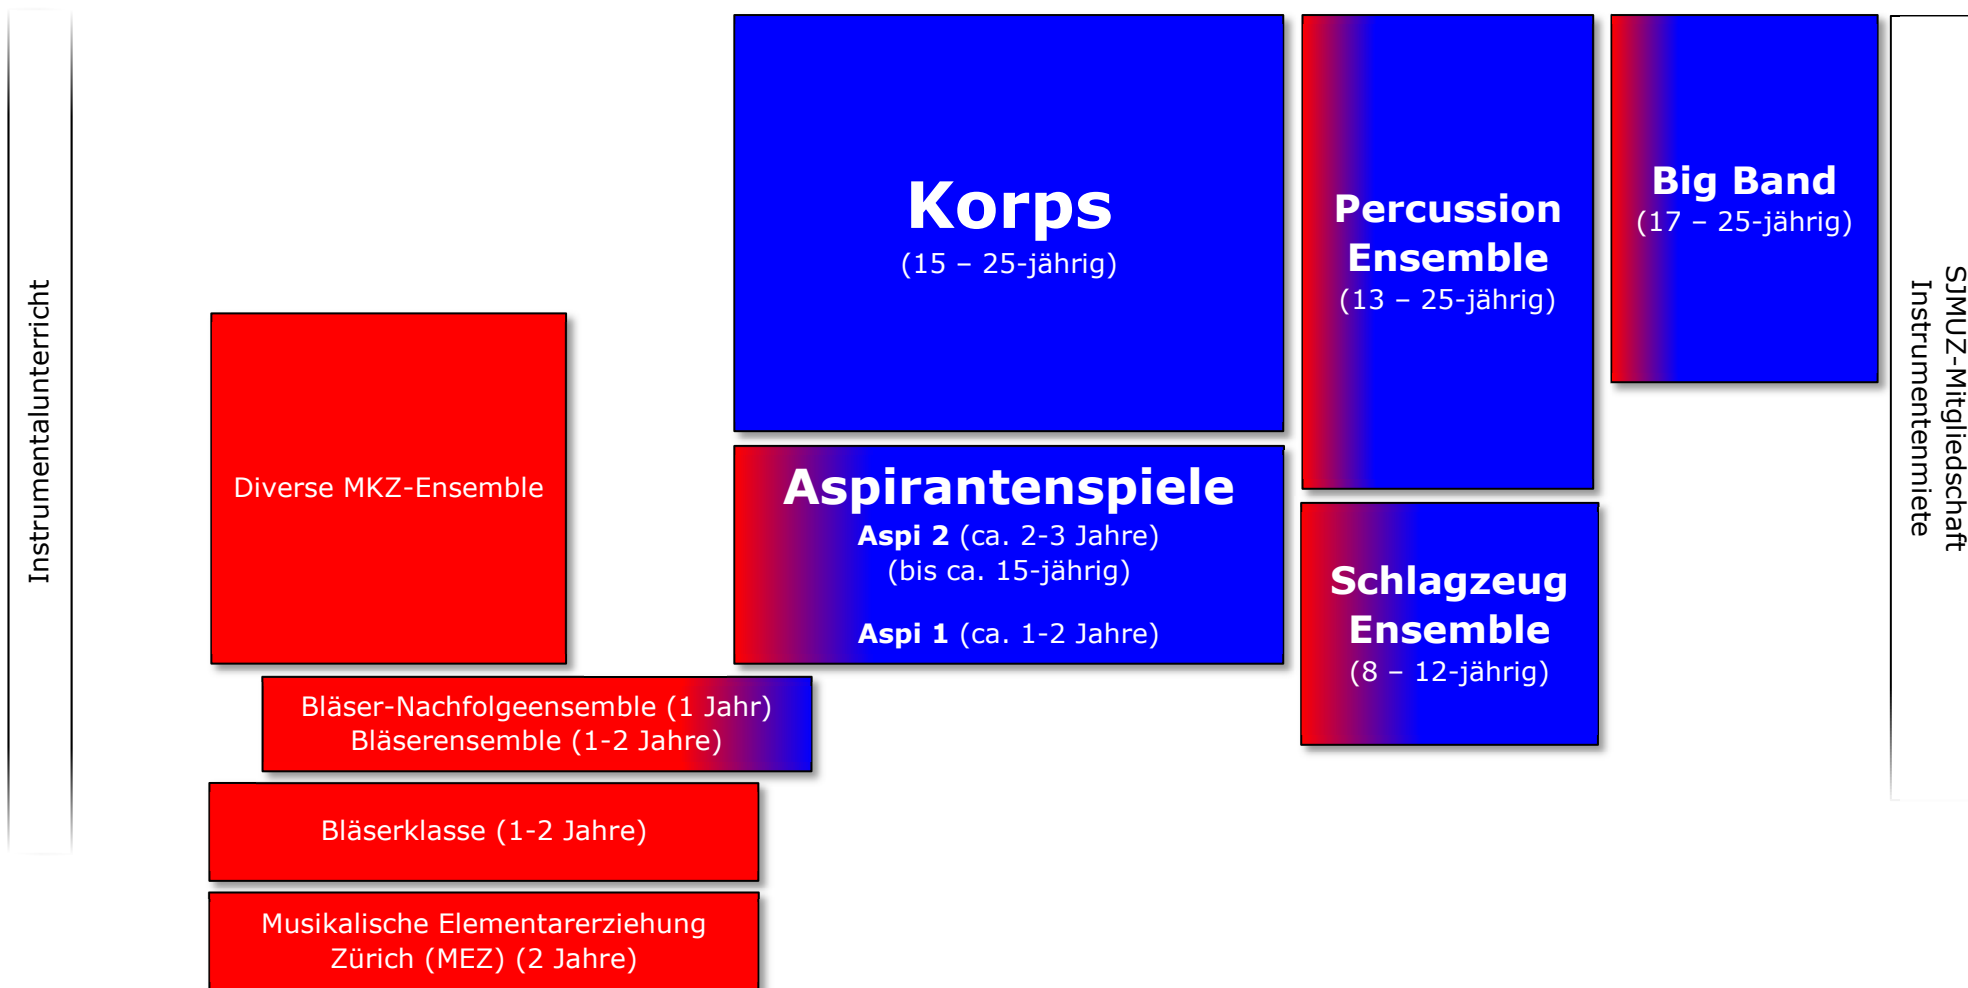 Instrumentalunterricht
Korps
(15 – 25-jährig)
Percussion
Ensemble
(13 – 25-jährig)
Big Band
(17 – 25-jährig)
SJMUZ-Mitgliedschaft
Instrumentenmiete
Diverse MKZ-Ensemble
Aspirantenspiele
Aspi 2 (ca. 2-3 Jahre)
(bis ca. 15-jährig)
Aspi 1 (ca. 1-2 Jahre)
Schlagzeug
Ensemble
(8 – 12-jährig)
Bläser-Nachfolgeensemble (1 Jahr)
Bläserensemble (1-2 Jahre)
Bläserklasse (1-2 Jahre)
Musikalische Elementarerziehung
Zürich (MEZ) (2 Jahre)